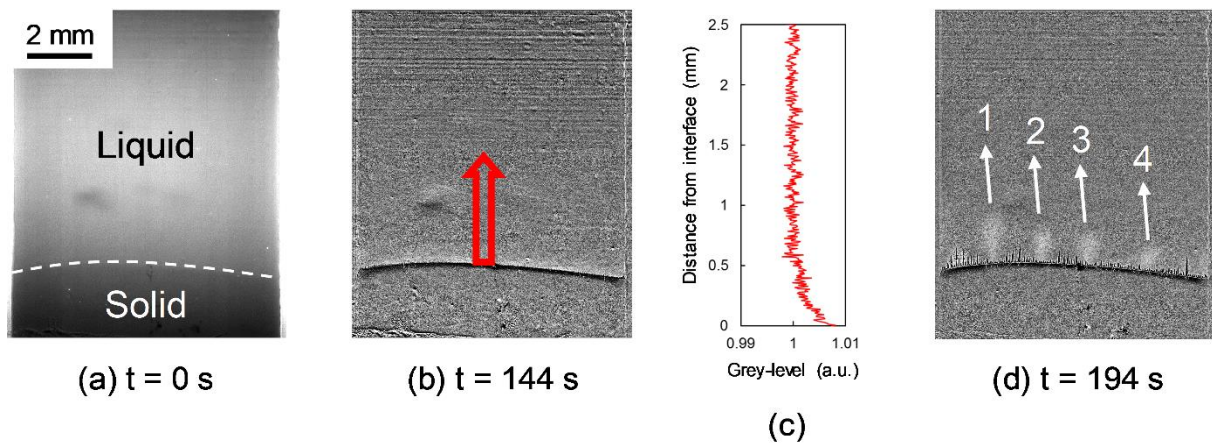 2 mm
Liquid
Solid
(a) t = 0 s
(b) t = 144 s
2.5
2
1.5
1
0.5
0
Distance from interface (mm)
0.99
1
1.01
Grey-level (a.u.)
(c)
1
2
3
4
(d) t = 194 s